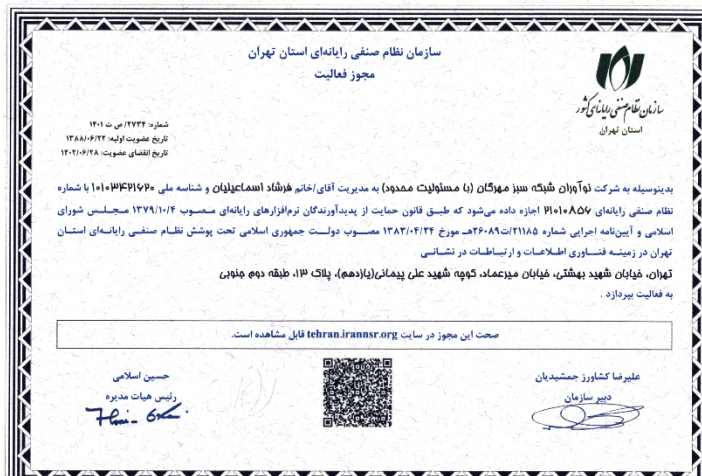 سازمان نظام صنفی رایانه‌ای استان تهران
مجوز فعالیت
سازمان نظام صنفی رایانه‌ای کشور
استان تهران
شماره: ۲۷۳۴/ ص ت ۱۴۰۱
تاریخ عضویت اولیه: ۱۳۸۸/۰۶/۲۲
تاریخ انقضای عضویت: ۱۴۰۲/۰۶/۲۸
بدینوسیله به شرکت نوآوران شبکه سبز مهرگان (با مسئولیت محدود) به مدیریت آقای/خانم فرشاد اسماعیلیان و شناسه ملی ۱۰۱۰۳۴۲۱۶۲۰ با شماره
نظام صنفی رایانه‌ای ۲۱۰۱۰۸۵۶ اجازه داده می‌شود که طبق قانون حمایت از پدیدآورندگان نرم‌افزارهای رایانه‌ای مصوب ۱۳۷۹/۱۰/۴ مجلس شورای
اسلامی و آیین‌نامه اجرایی شماره ۲۱۱۸۵/ت۲۶۰۸۹هـ مورخ ۱۳۸۳/۰۴/۲۴ مصوب دولت جمهوری اسلامی تحت پوشش نظام صنفی رایانه‌ای استان
تهران در زمینه فناوری اطلاعات و ارتباطات در نشانی
تهران، خیابان شهید بهشتی، خیابان میرعماد، کوچه شهید علی پیمانی(یازدهم)، پلاک ۱۳، طبقه دوم جنوبی
به فعالیت بپردازد .
صحت این مجوز در سایت tehran.irannsr.org قابل مشاهده است.
علیرضا کشاورز جمشیدیان
دبیر سازمان
حسین اسلامی
رئیس هیات مدیره